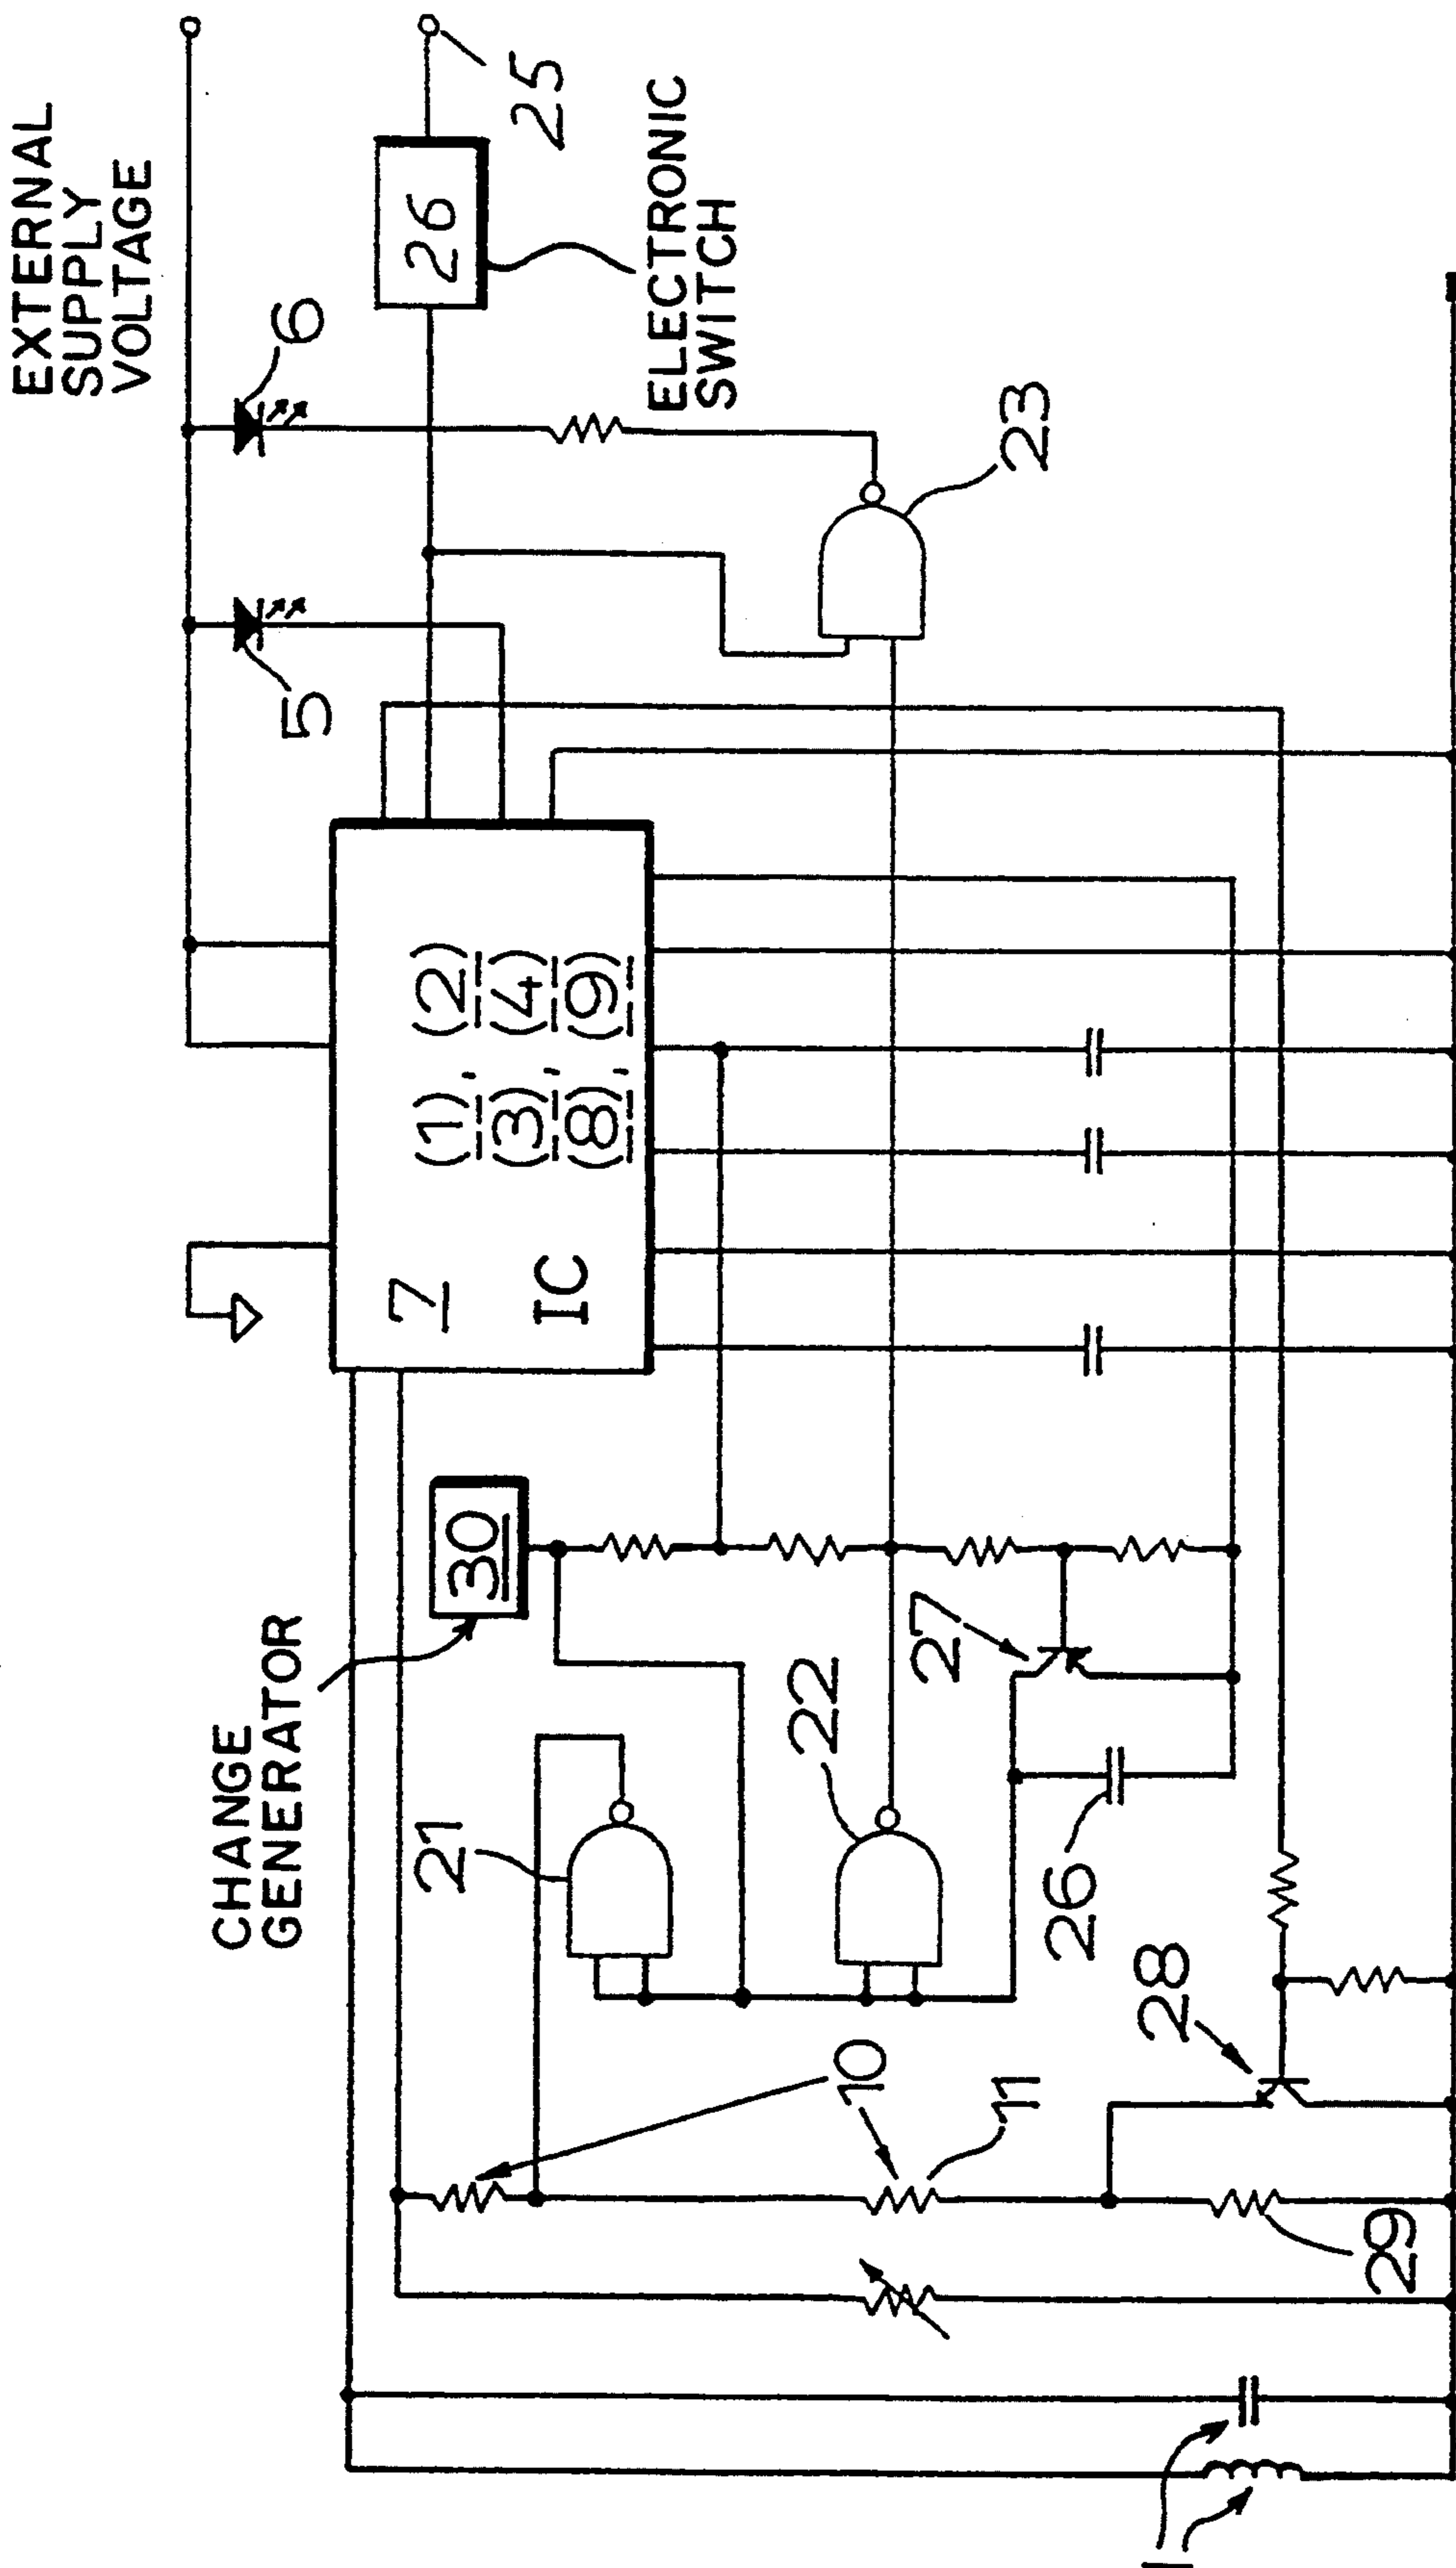 EXTERNAL
SUPPLY
VOLTAGE
25
26
ELECTRONIC
SWITCH
6
5
23
(1), (2)
(3), (4)
(8), (9)
7
IC
CHANGE
GENERATOR
30
21
22
27
26
28
10
11
29
1